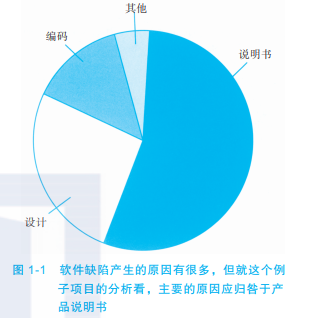 其他
编码
说明书
设计
图 1-1 软件缺陷产生的原因有很多，但就这个例
子项目的分析看，主要的原因应归咎于产
品说明书